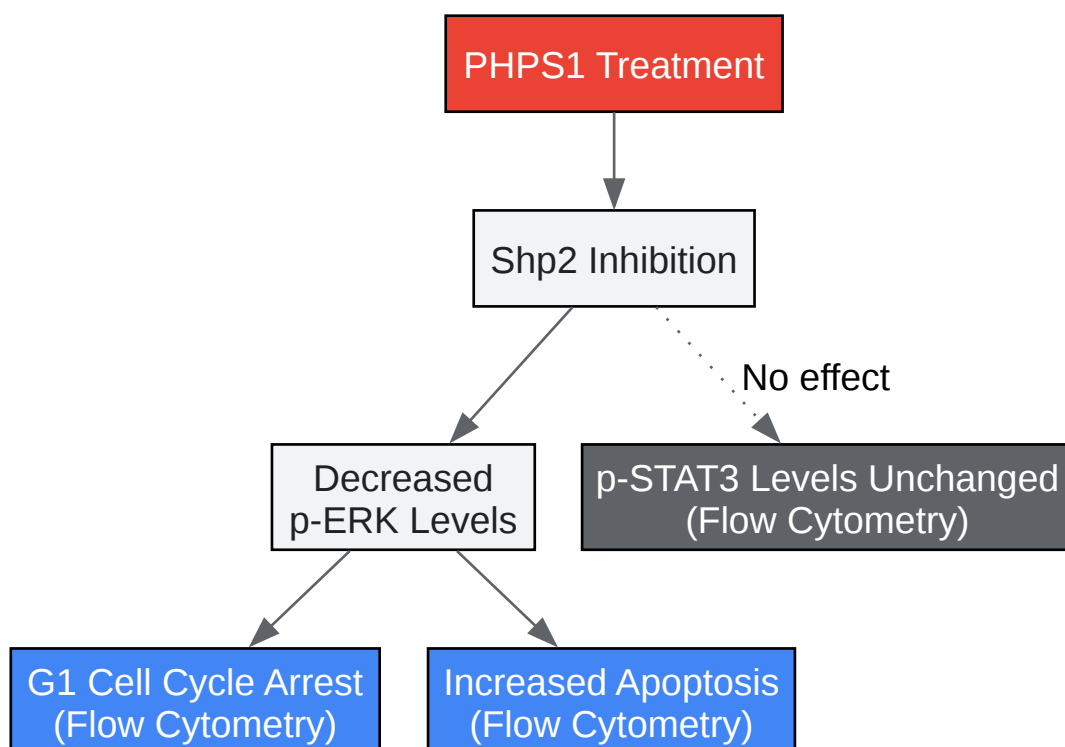 PHPS1 Treatment
Shp2 Inhibition
No effect
Decreased
p-ERK Levels
p-STAT3 Levels Unchanged
(Flow Cytometry)
G1 Cell Cycle Arrest
(Flow Cytometry)
Increased Apoptosis
(Flow Cytometry)